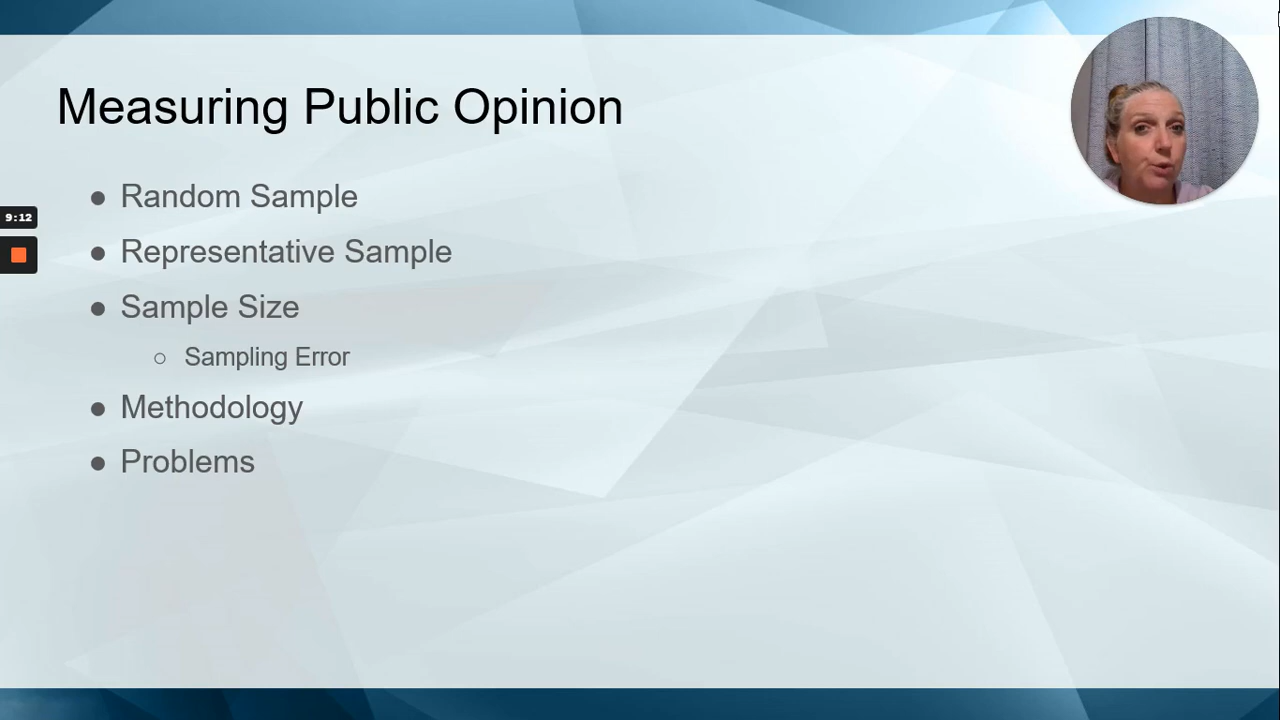 Measuring Public Opinion
● Random Sample
● Representative Sample
9:12
● Sample Size
○ Sampling Error
● Methodology
● Problems